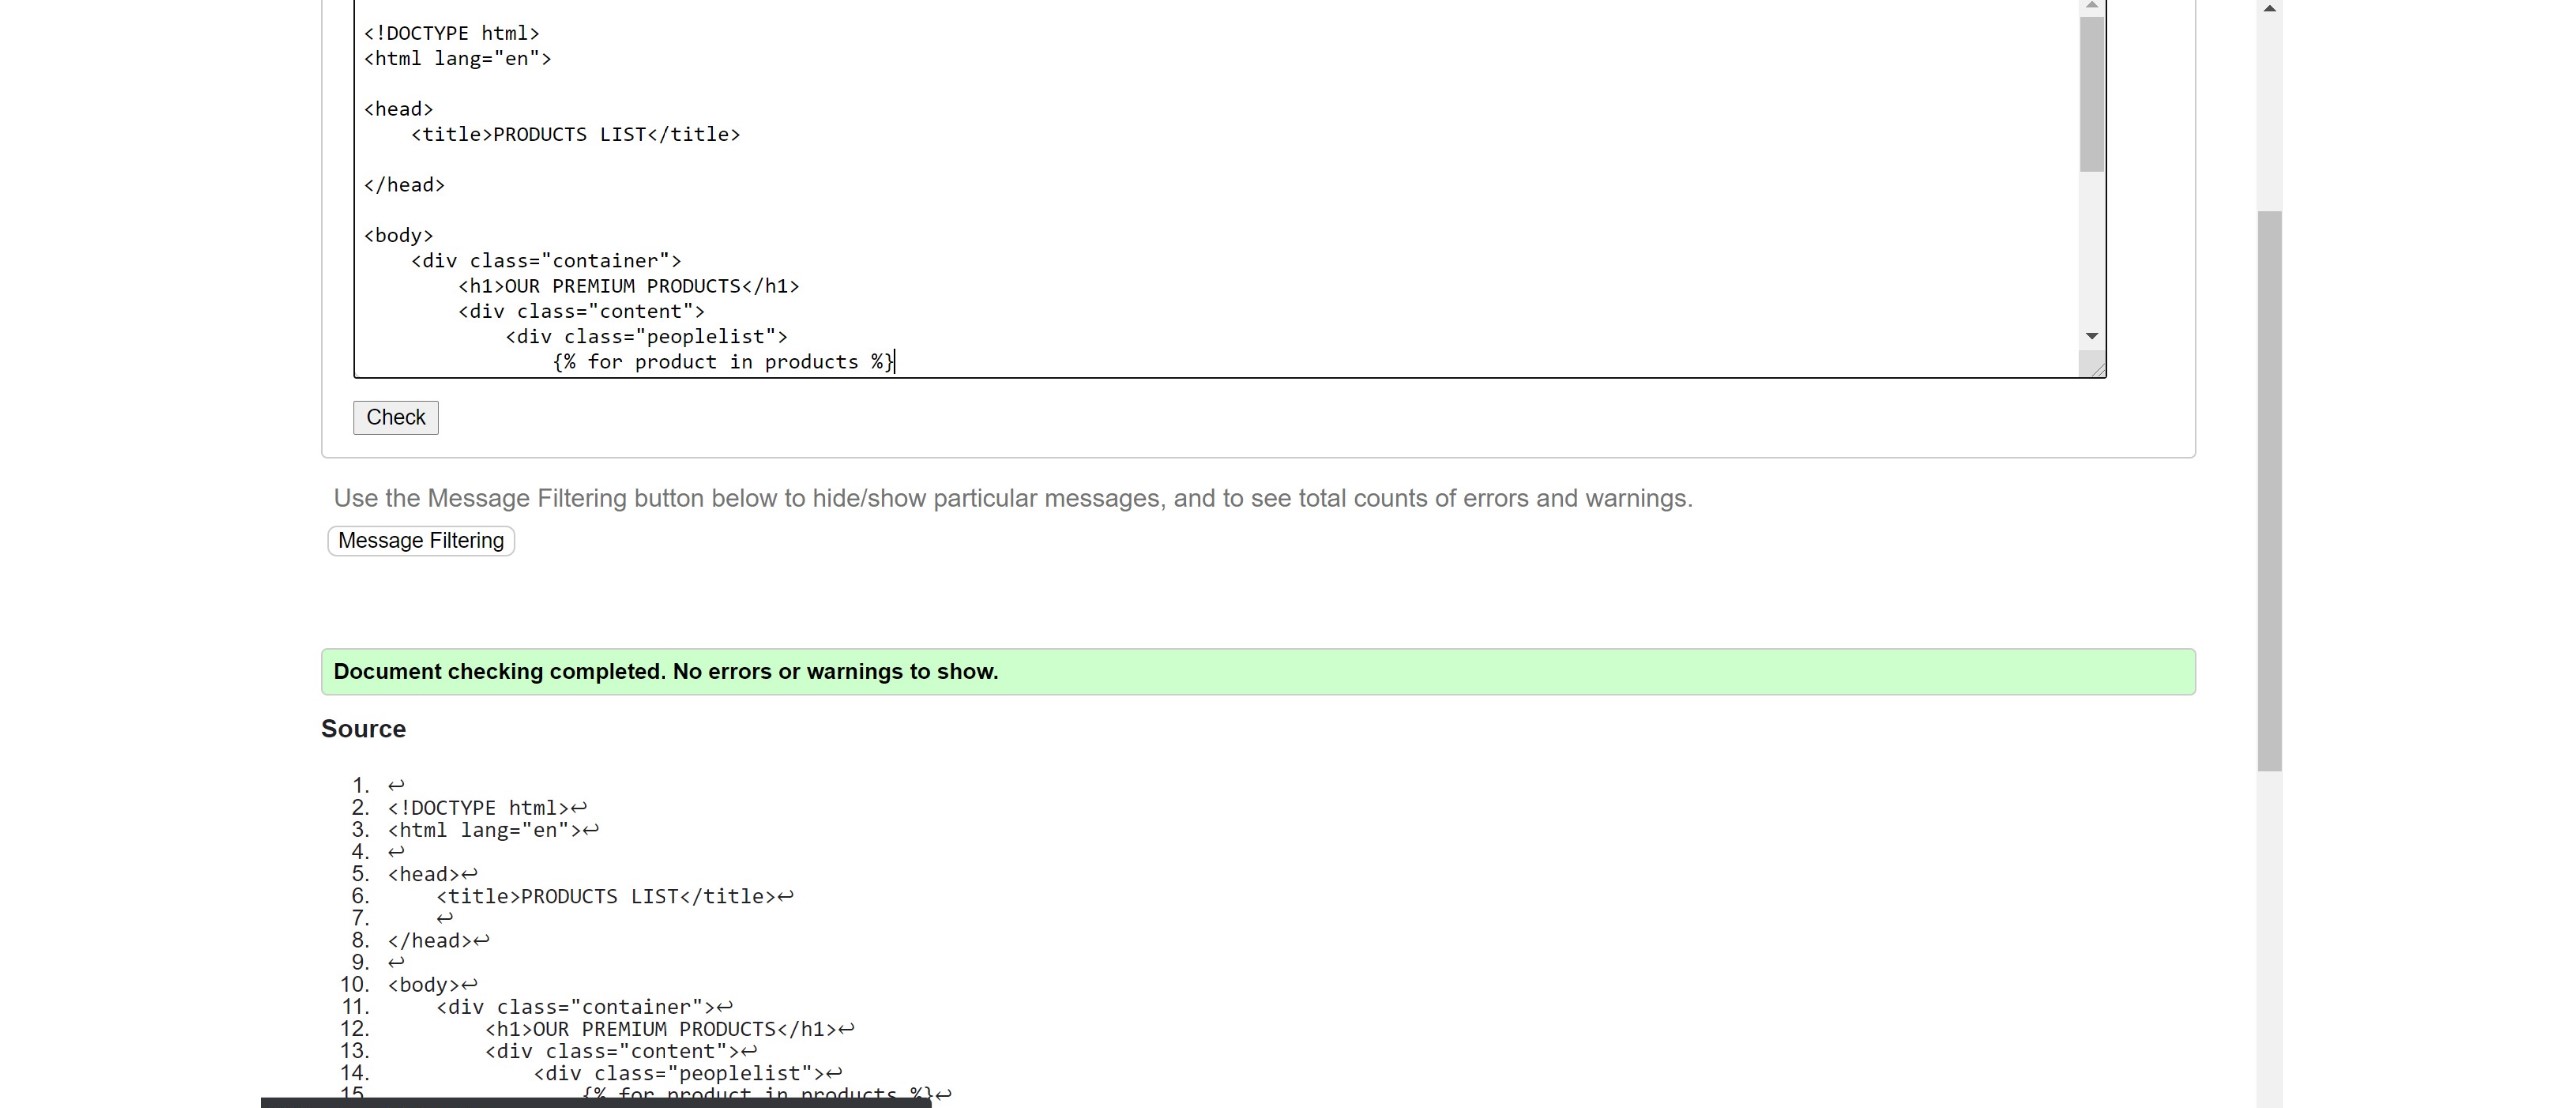 <!DOCTYPE html>
<html lang="en">
<head>
<title>PRODUCTS LIST</title>
</head>
<body>
<div class="container">
<h1>OUR PREMIUM PRODUCTS</h1>
<div class="content">
<div class="peoplelist">
{% for product in products %}
Check
Use the Message Filtering button below to hide/show particular messages, and to see total counts of errors and warnings.
Message Filtering
Document checking completed. No errors or warnings to show.
Source
1. ↩
2. <!DOCTYPE html>↩
3. <html lang="en">↩
4. ↩
5. <head>↩
6. <title>PRODUCTS LIST</title>↩
7. ↩
8. </head>↩
9. ↩
10. <body>↩
11. <div class="container">↩
12. <h1>OUR PREMIUM PRODUCTS</h1>↩
13. <div class="content">↩
14. <div class="peoplelist">↩
15. {% for product in products %}↩